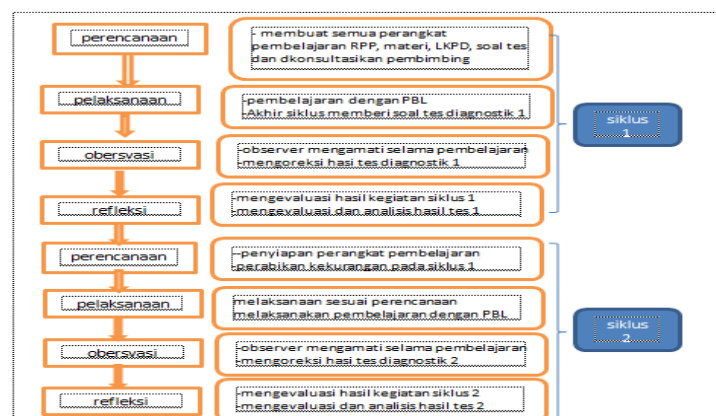 perencanaan
- membuat semua perangkat
pembelajaran RPP, materi, LKPD, soal tes
dan dkonsultasikan pembimbing
pelaksanaan
-pembelajaran dengan PBL
-Akhir siklus memberi soal tes diagnostik 1
obersvasi
-observer mengamati selama pembelajaran
-mengoreksi hasi tes diagnostik 1
refleksi
-mengevaluasi hasil kegiatan siklus 1
-mengevaluasi dan analisis hasil tes 1
siklus
1
perencanaan
--penyiapan perangkat pembelajaran
-perabikan kekurangan pada siklus 1
pelaksanaan
melaksanaan sesuai perencanaan
melaksanakan pembelajaran dengan PBL
obersvasi
-observer mengamati selama pembelajaran
-mengoreksi hasi tes diagnostik 2
refleksi
-mengevaluasi hasil kegiatan siklus 2
-mengevaluasi dan analisis hasil tes 2
siklus
2